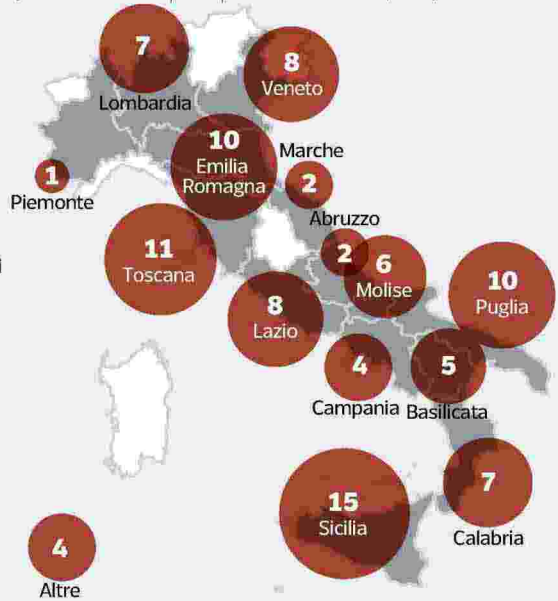 7
Lombardia
8
Veneto
10
Emilia
Romagna
Marche
2
1
Piemonte
Abruzzo
2
6
Molise
11
Toscana
10
Puglia
8
Lazio
4
Campania
5
Basilicata
15
Sicilia
7
Calabria
4
Altre